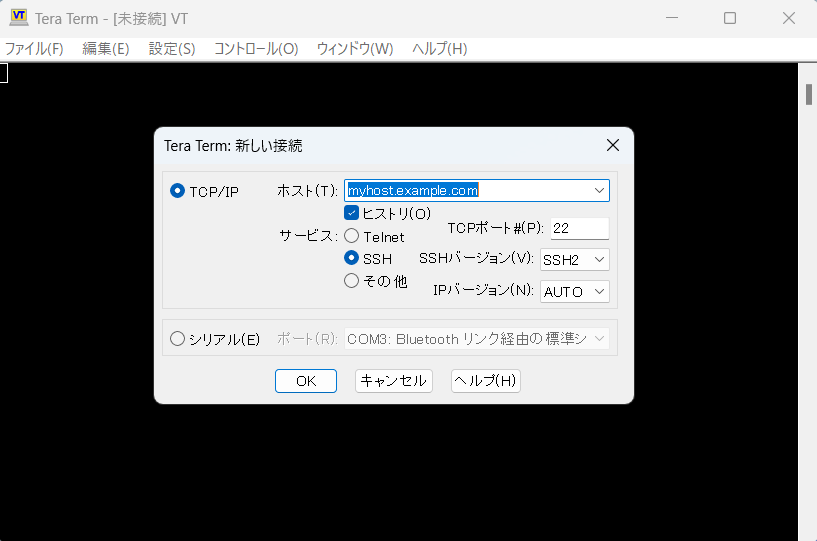 VT Tera Term - [未接続] VT
ファイル(F) 編集(E) 設定(S) コントロール(O) ウィンドウ(W) ヘルプ(H)
Tera Term: 新しい接続
TCP/IP ホスト(T): myhost.example.com
ヒストリ(O)
サービス: Telnet TCPポート#(P): 22
SSH SSHバージョン(V): SSH2
その他 IPバージョン(N): AUTO
シリアル(E) ポート(R): COM3: Bluetooth リンク経由の標準シ
OK キャンセル ヘルプ(H)